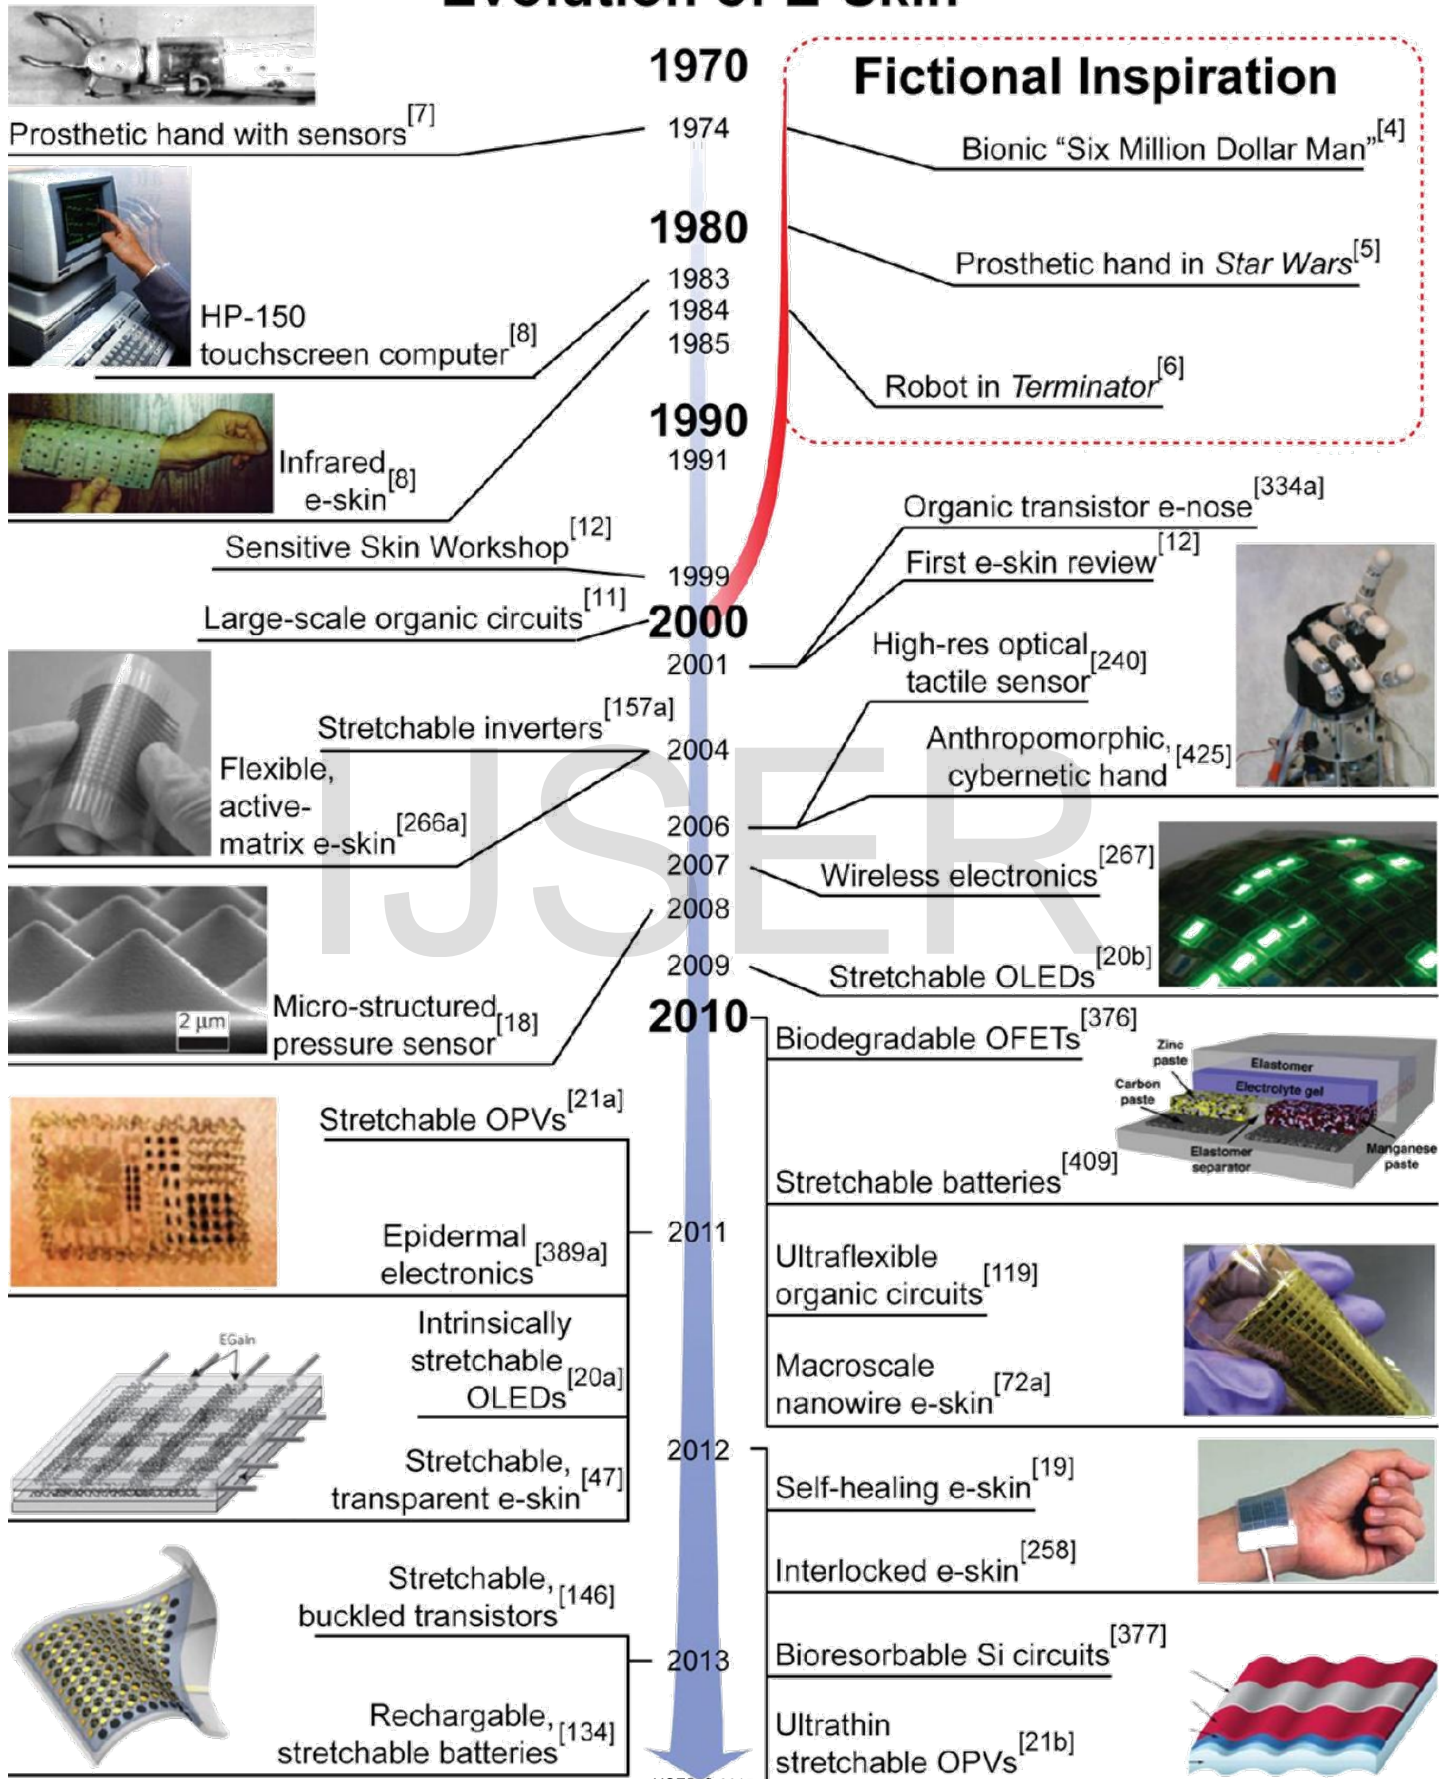 Evolution of E-Skin
1970
Fictional Inspiration
Prosthetic hand with sensors[7]
1974
Bionic “Six Million Dollar Man”[4]
1980
Prosthetic hand in Star Wars[5]
1983
HP-150
touchscreen computer[8]
1984
1985
Robot in Terminator[6]
1990
1991
Infrared
e-skin[8]
Organic transistor e-nose[334a]
Sensitive Skin Workshop[12]
First e-skin review[12]
1999
Large-scale organic circuits[11]
2000
2001
High-res optical
tactile sensor[240]
Stretchable inverters[157a]
2004
Anthropomorphic,
cybernetic hand[425]
Flexible,
active-
matrix e-skin[266a]
2006
2007
Wireless electronics[267]
IJSER
2008
2009
Stretchable OLEDs[20b]
Micro-structured
pressure sensor[18]
2 μm
2010
Biodegradable OFETs[376]
Zinc
paste
Elastomer
Electrolyte gel
Carbon
paste
Elastomer
separator
Manganese
paste
Stretchable OPVs[21a]
Stretchable batteries[409]
2011
Epidermal
electronics[389a]
Ultraflexible
organic circuits[119]
EGaIn
Intrinsically
stretchable
OLEDs[20a]
Macroscale
nanowire e-skin[72a]
2012
Stretchable,
transparent e-skin[47]
Self-healing e-skin[19]
Interlocked e-skin[258]
Stretchable,
buckled transistors[146]
2013
Bioresorbable Si circuits[377]
Rechargable,
stretchable batteries[134]
Ultrathin
stretchable OPVs[21b]